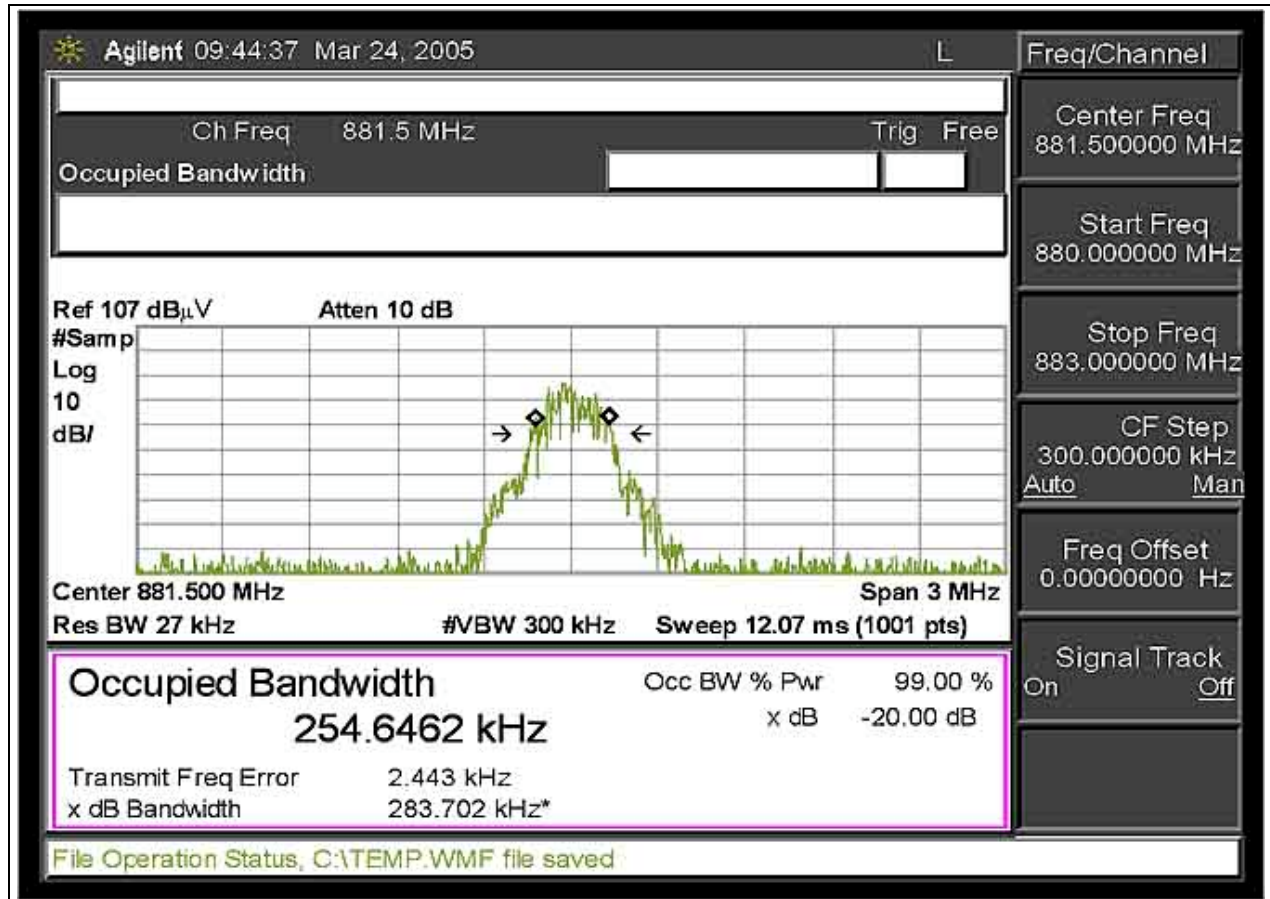 Agilent 09:44:37 Mar 24, 2005 L
Ch Freq 881.5 MHz Trig Free
Occupied Bandwidth
Ref 107 dBμV Atten 10 dB
#Samp
Log
10
dB/
Center 881.500 MHz Span 3 MHz
Res BW 27 kHz #VBW 300 kHz Sweep 12.07 ms (1001 pts)
Occupied Bandwidth Occ BW % Pwr 99.00 %
254.6462 kHz x dB -20.00 dB
Transmit Freq Error 2.443 kHz
x dB Bandwidth 283.702 kHz*
File Operation Status, C:\TEMP.WMF file saved
Freq/Channel
Center Freq
881.500000 MHz
Start Freq
880.000000 MHz
Stop Freq
883.000000 MHz
CF Step
300.000000 kHz
Auto Man
Freq Offset
0.00000000 Hz
Signal Track
On Off